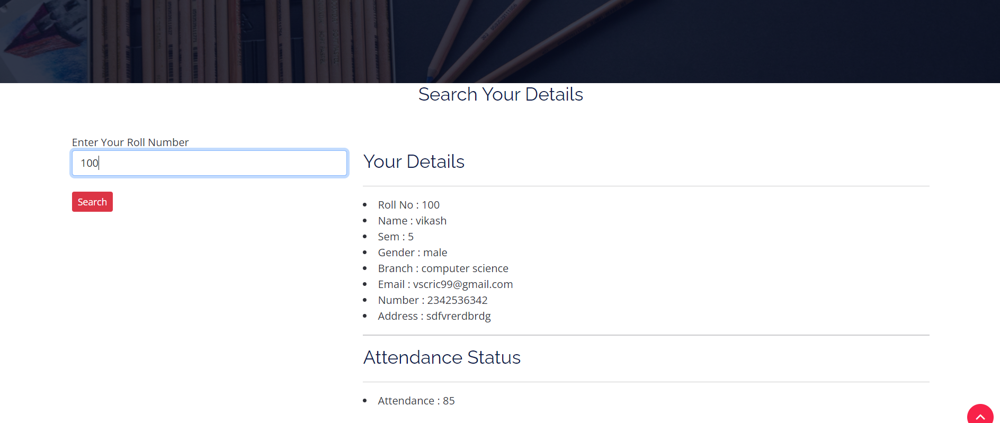 Search Your Details
Enter Your Roll Number
100
Search
Your Details
Roll No : 100
Name : vikash
Sem : 5
Gender : male
Branch : computer science
Email : vscric99@gmail.com
Number : 2342536342
Address : sdfvrerdbrdg
Attendance Status
Attendance : 85